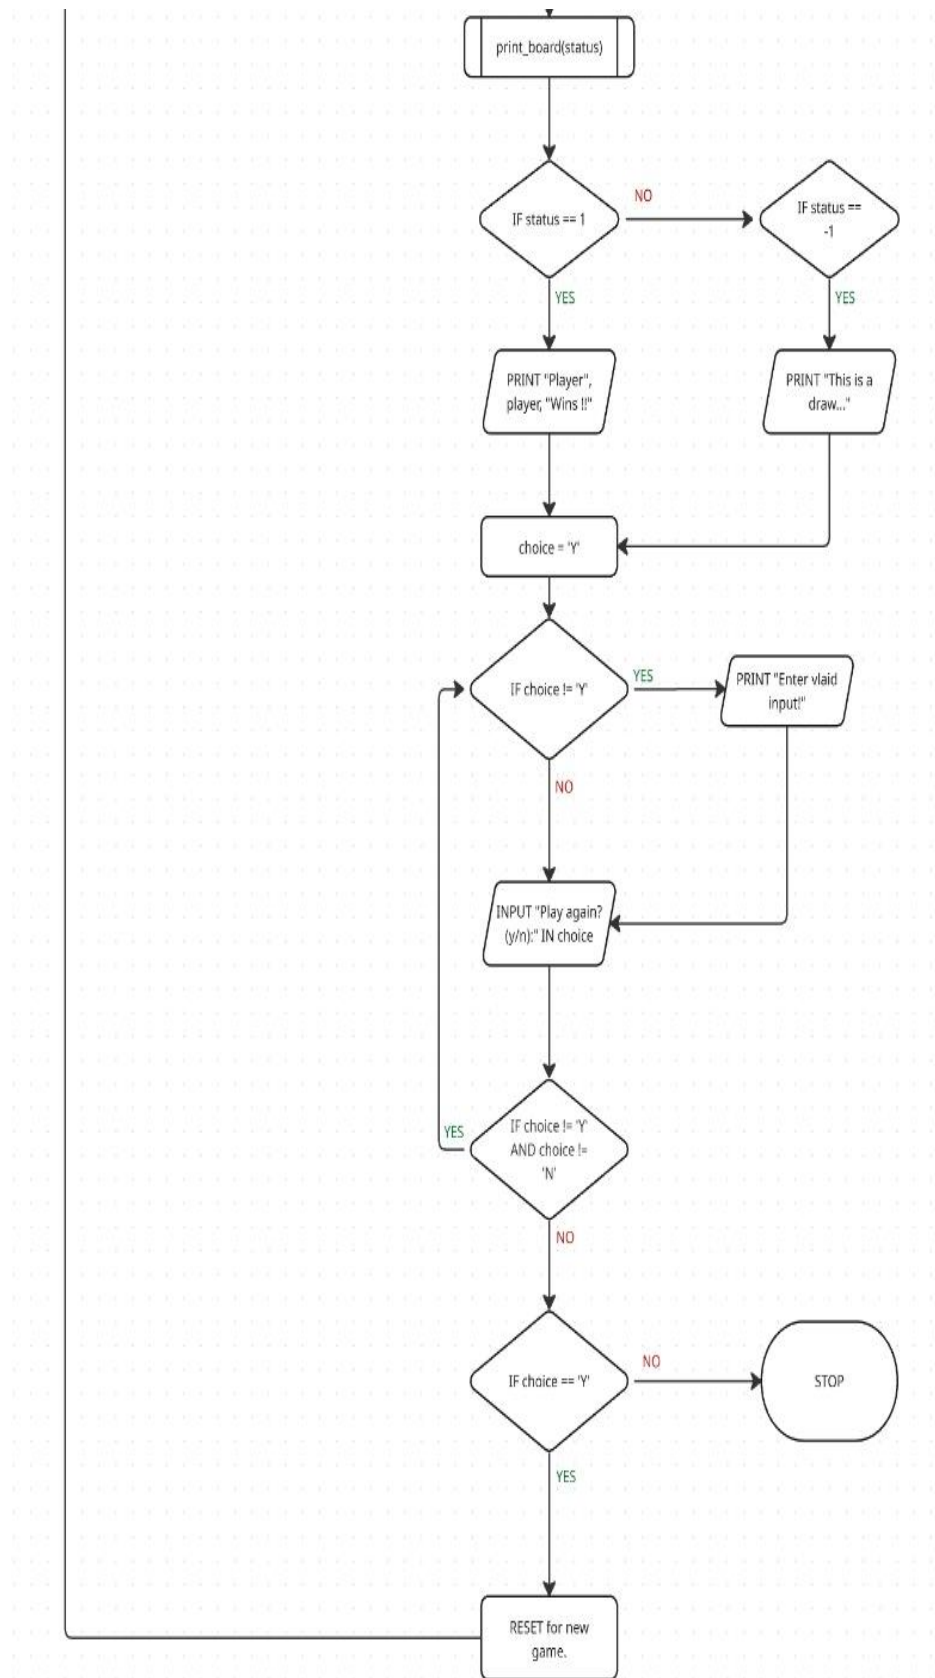 print_board(status)
IF status == 1
NO
IF status ==
-1
YES
YES
PRINT "Player",
player, "Wins !!"
PRINT "This is a
draw..."
choice = 'Y'
IF choice != 'Y'
YES
PRINT "Enter vlaid
input!"
NO
INPUT "Play again?
(y/n):" IN choice
IF choice != 'Y'
AND choice !=
'N'
YES
NO
IF choice == 'Y'
NO
STOP
YES
RESET for new
game.